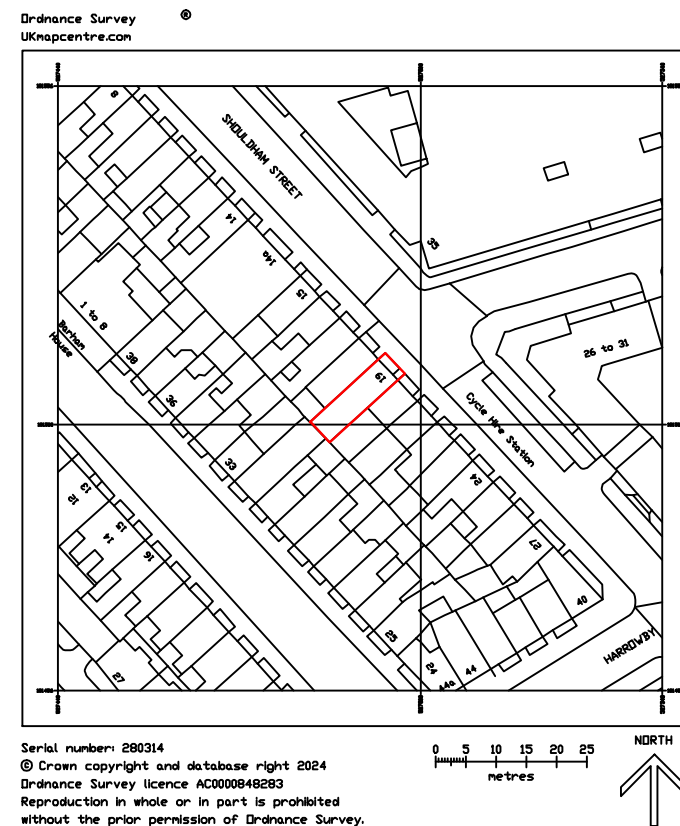 Ordnance Survey ®
UKmapcentre.com
8
SHOULDHAM STREET
14
14a
15
35
1 to 8
Barham
House
38
36
19
26 to 31
Cycle Hire Station
33
24
13
12
15
14
16
27
40
25
HARROWBY
24
44
44a
27
Serial number: 280314
© Crown copyright and database right 2024
Ordnance Survey licence AC0000848283
Reproduction in whole or in part is prohibited
without the prior permission of Ordnance Survey.
0 5 10 15 20 25
metres
NORTH